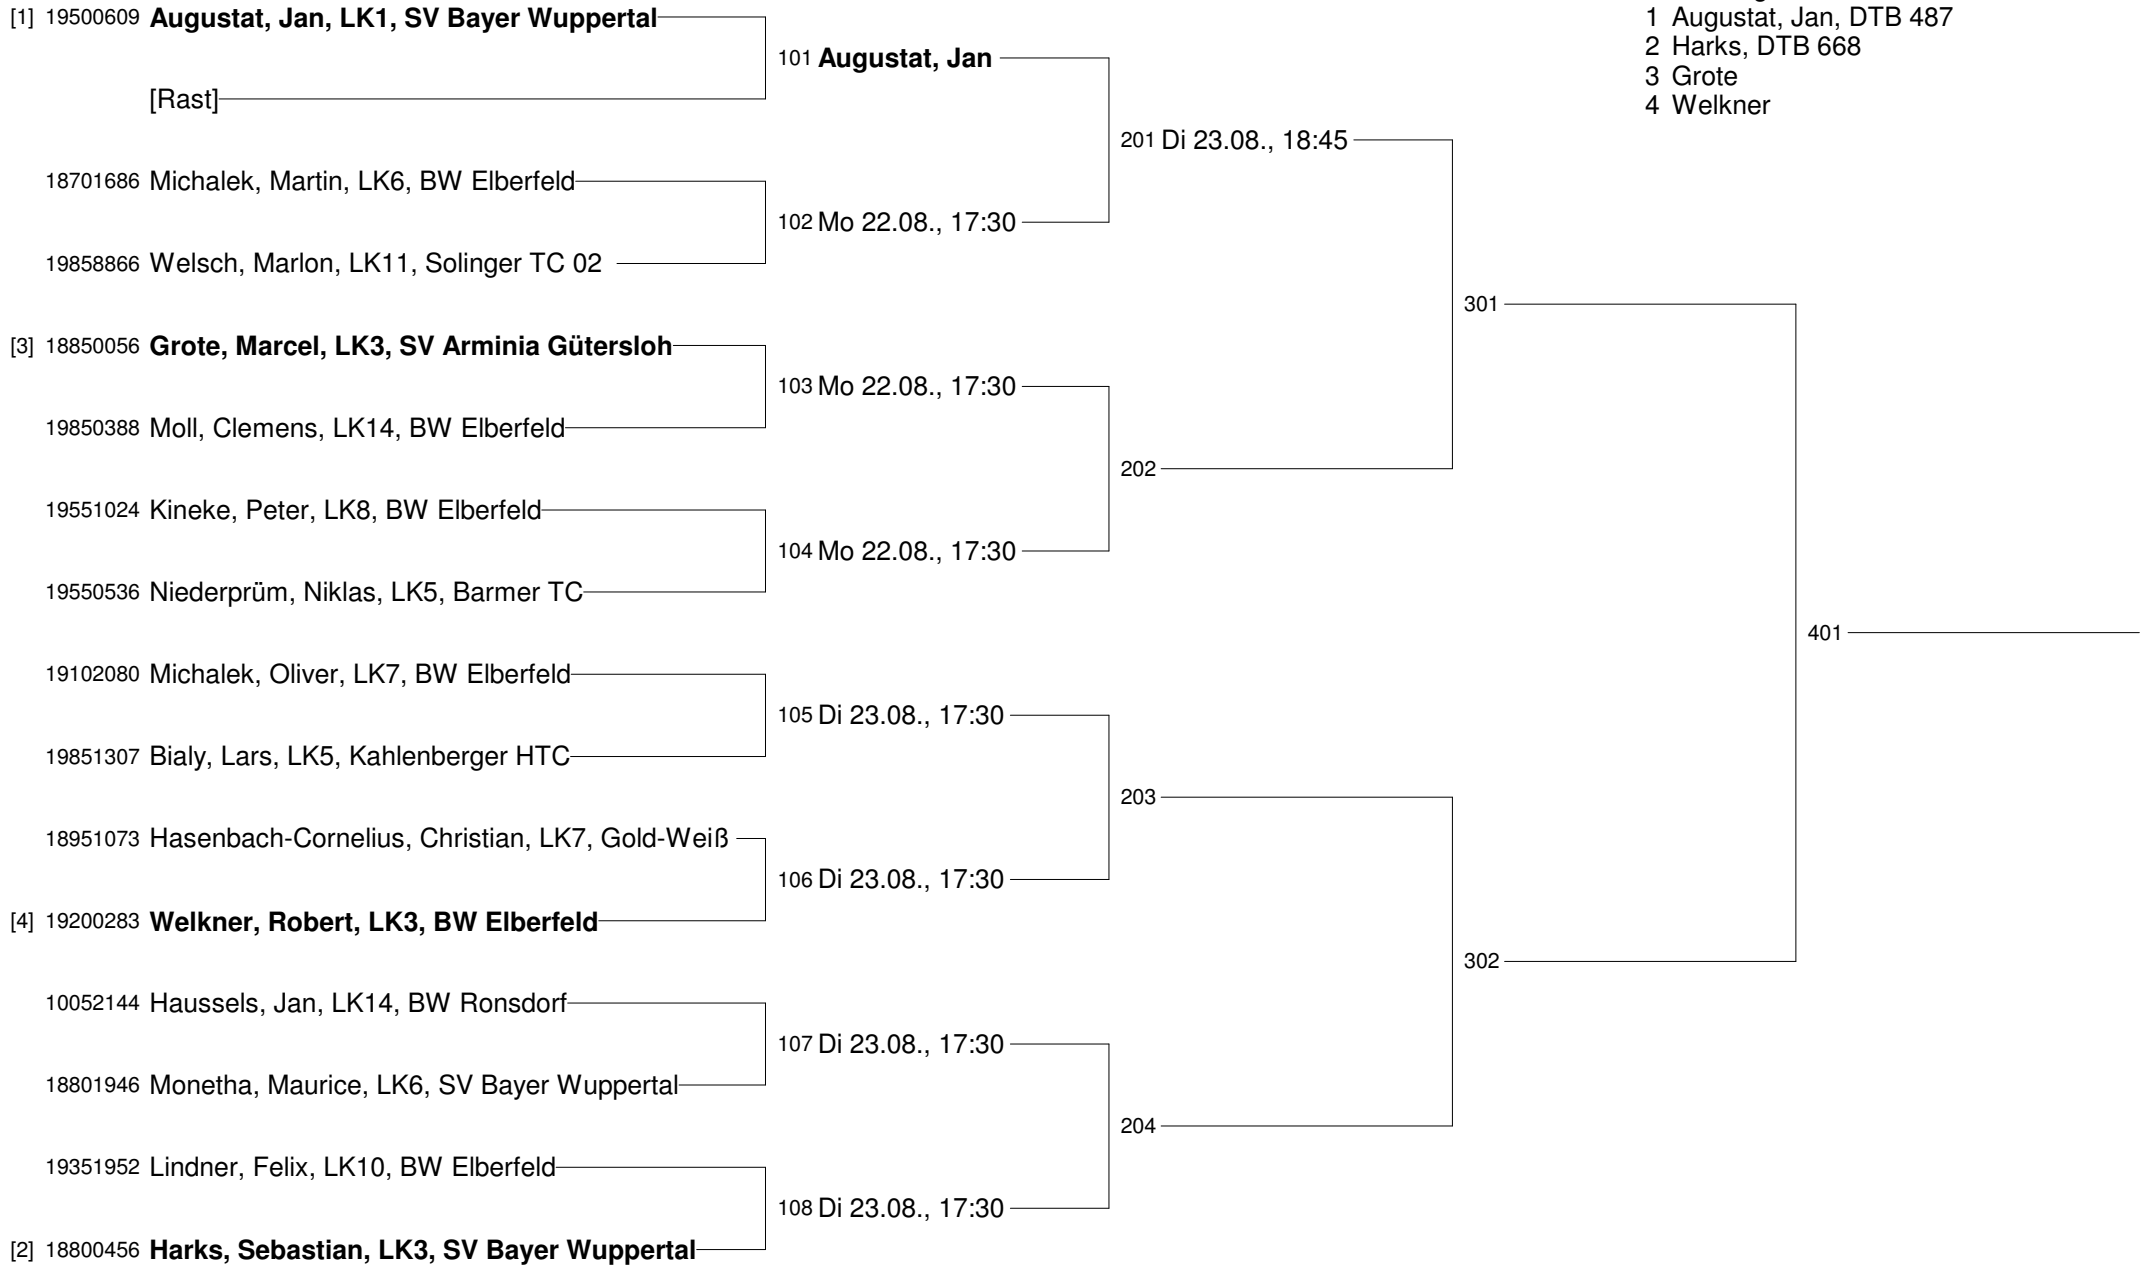 [1] 19500609 Augustat, Jan, LK1, SV Bayer Wuppertal
1 Augustat, Jan, DTB 487
2 Harks, DTB 668
3 Grote
4 Welkner
101 Augustat, Jan
[Rast]
201 Di 23.08., 18:45
18701686 Michalek, Martin, LK6, BW Elberfeld
102 Mo 22.08., 17:30
19858866 Welsch, Marlon, LK11, Solinger TC 02
301
[3] 18850056 Grote, Marcel, LK3, SV Arminia Gütersloh
103 Mo 22.08., 17:30
19850388 Moll, Clemens, LK14, BW Elberfeld
202
19551024 Kineke, Peter, LK8, BW Elberfeld
104 Mo 22.08., 17:30
19550536 Niederprüm, Niklas, LK5, Barmer TC
401
19102080 Michalek, Oliver, LK7, BW Elberfeld
105 Di 23.08., 17:30
19851307 Bialy, Lars, LK5, Kahlenberger HTC
203
18951073 Hasenbach-Cornelius, Christian, LK7, Gold-Weiß
106 Di 23.08., 17:30
[4] 19200283 Welkner, Robert, LK3, BW Elberfeld
302
10052144 Haussels, Jan, LK14, BW Ronsdorf
107 Di 23.08., 17:30
18801946 Monetha, Maurice, LK6, SV Bayer Wuppertal
204
19351952 Lindner, Felix, LK10, BW Elberfeld
108 Di 23.08., 17:30
[2] 18800456 Harks, Sebastian, LK3, SV Bayer Wuppertal